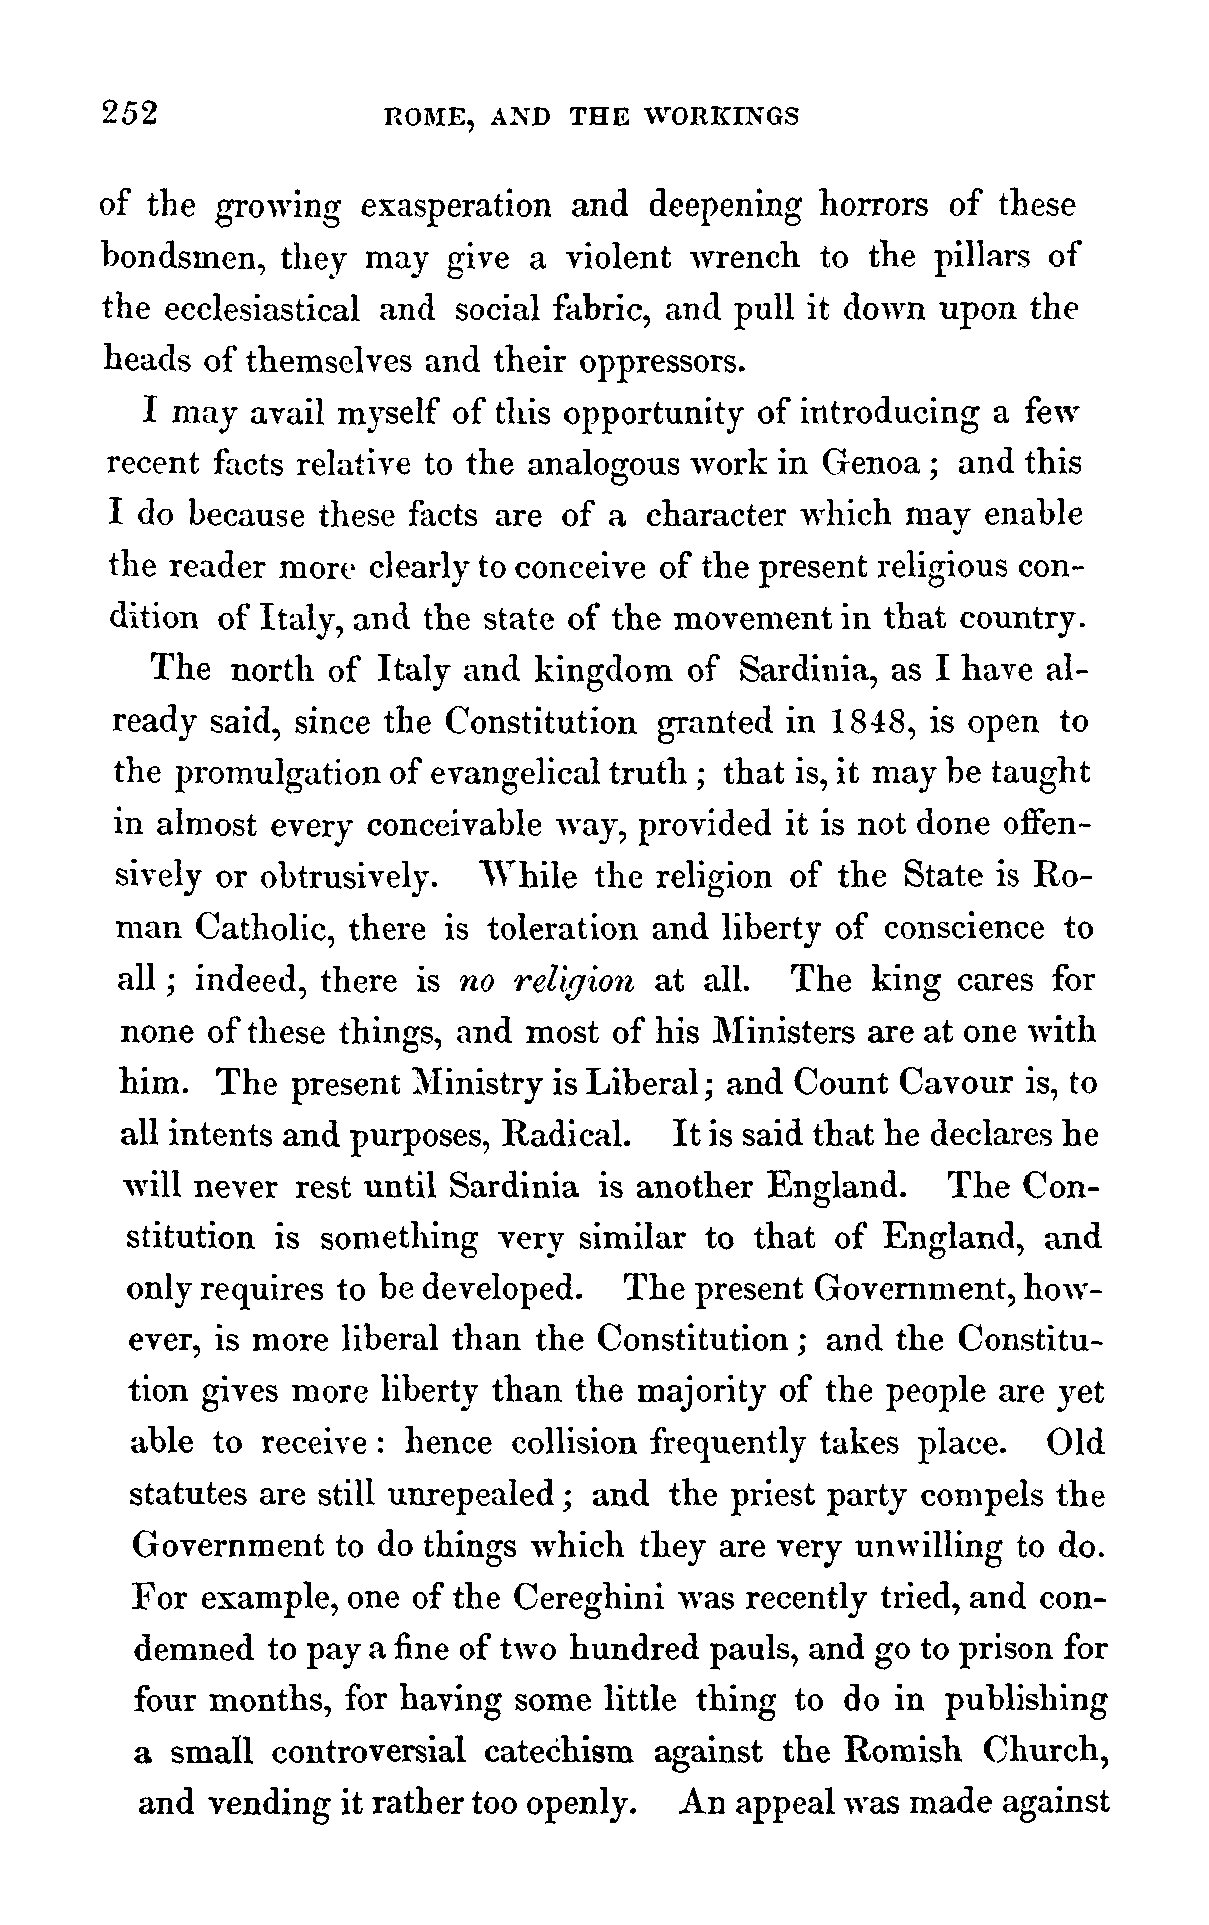 252 ROME, AND THE WORKINGS
of the growing exasperation and deepening horrors of these
bondsmen, they may give a violent wrench to the pillars of
the ecclesiastical and social fabric, and pull it down upon the
heads of themselves and their oppressors.
I may avail myself of this opportunity of introducing a few
recent facts relative to the analogous work in Genoa ; and this
I do because these facts are of a character which may enable
the reader more clearly to conceive of the present religious con-
dition of Italy, and the state of the movement in that country.
The north of Italy and kingdom of Sardinia, as I have al-
ready said, since the Constitution granted in 1848, is open to
the promulgation of evangelical truth ; that is, it may be taught
in almost every conceivable way, provided it is not done offen-
sively or obtrusively. While the religion of the State is Ro-
man Catholic, there is toleration and liberty of conscience to
all ; indeed, there is no religion at all. The king cares for
none of these things, and most of his Ministers are at one with
him. The present Ministry is Liberal ; and Count Cavour is, to
all intents and purposes, Radical. It is said that he declares he
will never rest until Sardinia is another England. The Con-
stitution is something very similar to that of England, and
only requires to be developed. The present Government, how-
ever, is more liberal than the Constitution ; and the Constitu-
tion gives more liberty than the majority of the people are yet
able to receive : hence collision frequently takes place. Old
statutes are still unrepealed ; and the priest party compels the
Government to do things which they are very unwilling to do.
For example, one of the Cereghini was recently tried, and con-
demned to pay a fine of two hundred pauls, and go to prison for
four months, for having some little thing to do in publishing
a small controversial catechism against the Romish Church,
and vending it rather too openly. An appeal was made against